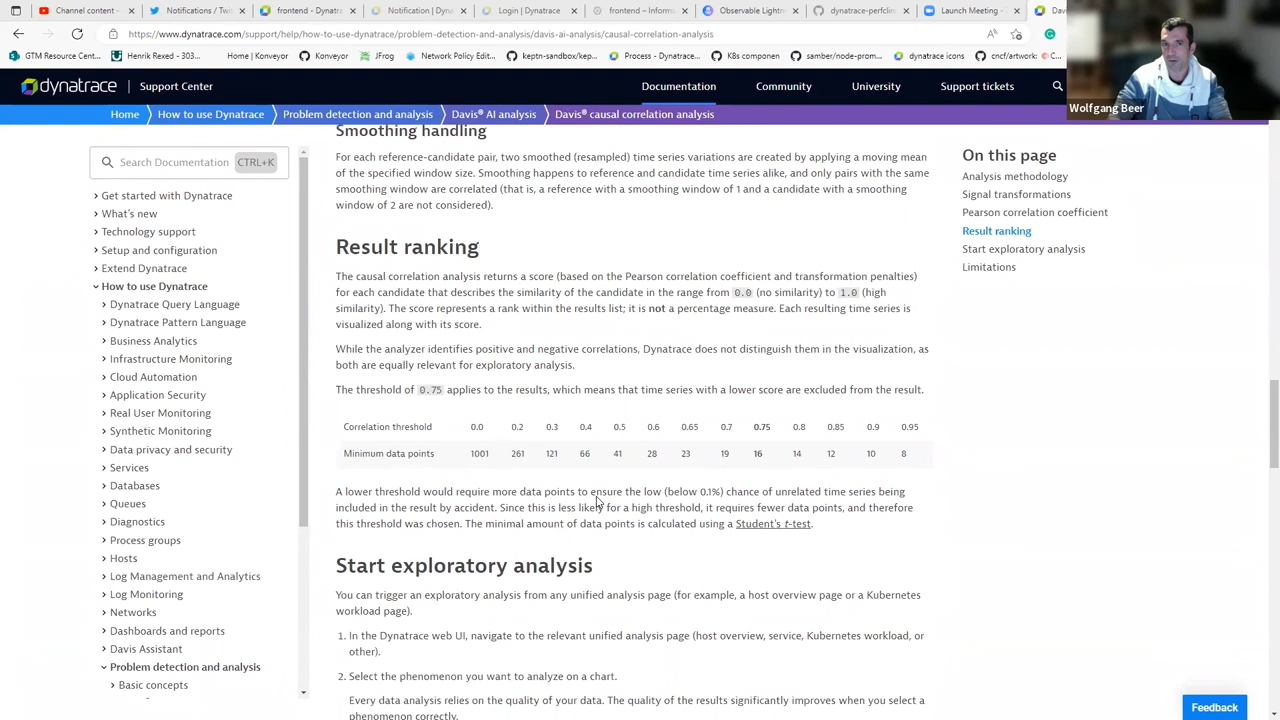 Channel content -
Notifications / Twi
frontend - Dynatra
Notification | Dyna
Login | Dynatrace
frontend – Informa
Observable Lightn
dynatrace-perfclin
Launch Meeting -
Dav
https://www.dynatrace.com/support/help/how-to-use-dynatrace/problem-detection-and-analysis/davis-ai-analysis/causal-correlation-analysis
GTM Resource Cent...
Henrik Rexed - 303...
Home | Konveyor
Konveyor
JFrog
Network Policy Edit...
keptn-sandbox/kep...
Process - Dynatrac...
K8s componen
samber/node-prom...
dynatrace icons
cncf/artwork:
Wolfgang Beer
dynatrace
Support Center
Documentation
Community
University
Support tickets
Home
How to use Dynatrace
Problem detection and analysis
Davis® AI analysis
Davis® causal correlation analysis
Search Documentation
CTRL+K
Get started with Dynatrace
What's new
Technology support
Setup and configuration
Extend Dynatrace
How to use Dynatrace
Dynatrace Query Language
Dynatrace Pattern Language
Business Analytics
Infrastructure Monitoring
Cloud Automation
Application Security
Real User Monitoring
Synthetic Monitoring
Data privacy and security
Services
Databases
Queues
Diagnostics
Process groups
Hosts
Log Management and Analytics
Log Monitoring
Networks
Dashboards and reports
Davis Assistant
Problem detection and analysis
Basic concepts
Smoothing handling
For each reference-candidate pair, two smoothed (resampled) time series variations are created by applying a moving mean
of the specified window size. Smoothing happens to reference and candidate time series alike, and only pairs with the same
smoothing window are correlated (that is, a reference with a smoothing window of 1 and a candidate with a smoothing
window of 2 are not considered).
Result ranking
The causal correlation analysis returns a score (based on the Pearson correlation coefficient and transformation penalties)
for each candidate that describes the similarity of the candidate in the range from 0.0 (no similarity) to 1.0 (high
similarity). The score represents a rank within the results list; it is not a percentage measure. Each resulting time series is
visualized along with its score.
While the analyzer identifies positive and negative correlations, Dynatrace does not distinguish them in the visualization, as
both are equally relevant for exploratory analysis.
The threshold of 0.75 applies to the results, which means that time series with a lower score are excluded from the result.
Correlation threshold 0.0 0.2 0.3 0.4 0.5 0.6 0.65 0.7 0.75 0.8 0.85 0.9 0.95
Minimum data points 1001 261 121 66 41 28 23 19 16 14 12 10 8
A lower threshold would require more data points to ensure the low (below 0.1%) chance of unrelated time series being
included in the result by accident. Since this is less likely for a high threshold, it requires fewer data points, and therefore
this threshold was chosen. The minimal amount of data points is calculated using a Student's t-test.
Start exploratory analysis
You can trigger an exploratory analysis from any unified analysis page (for example, a host overview page or a Kubernetes
workload page).
1. In the Dynatrace web UI, navigate to the relevant unified analysis page (host overview, service, Kubernetes workload, or
other).
2. Select the phenomenon you want to analyze on a chart.
Every data analysis relies on the quality of your data. The quality of the results significantly improves when you select a
phenomenon correctly.
On this page
Analysis methodology
Signal transformations
Pearson correlation coefficient
Result ranking
Start exploratory analysis
Limitations
Feedback